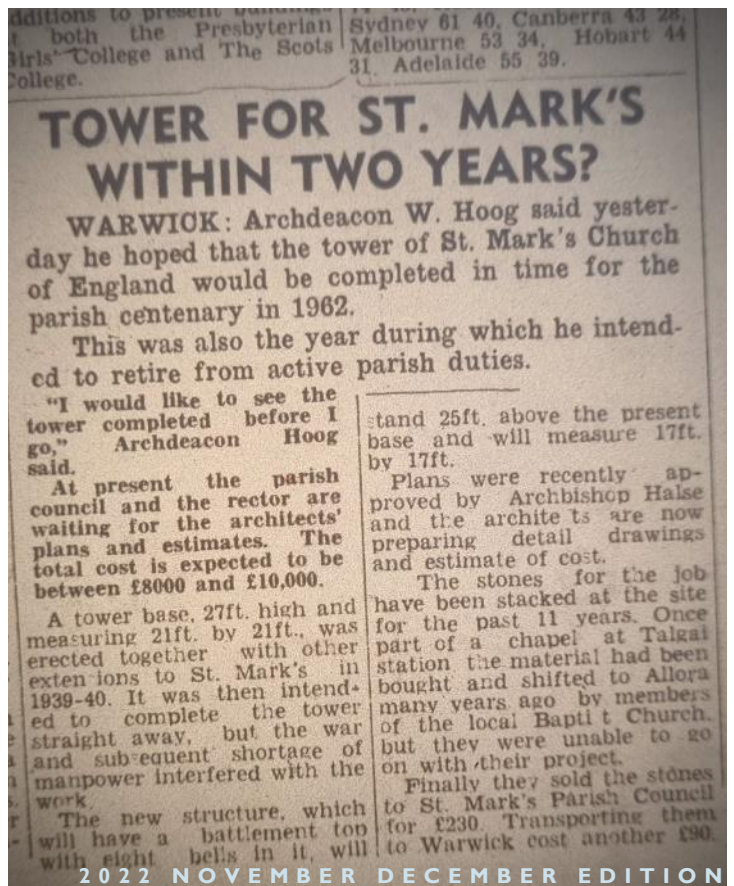 dditions to present
t both the Presbyterian
Girls' College and The Scots
College.
Sydney 61 40, Canberra 43 28,
Melbourne 53 34, Hobart 44
31, Adelaide 55 39.
TOWER FOR ST. MARK'S
WITHIN TWO YEARS?
WARWICK: Archdeacon W. Hoog said yester-
day he hoped that the tower of St. Mark's Church
of England would be completed in time for the
parish centenary in 1962.
This was also the year during which he intend-
ed to retire from active parish duties.
"I would like to see the
tower completed before I
go," Archdeacon Hoog
said.
At present the parish
council and the rector are
waiting for the architects'
plans and estimates. The
total cost is expected to be
between £8000 and £10,000.
A tower base, 27ft. high and
measuring 21ft. by 21ft., was
erected together with other
exten ions to St. Mark's in
1939-40. It was then intend-
ed to complete the tower
straight away, but the war
and sub equent shortage of
manpower interfered with the
work.
The new structure, which
will have a battlement top
with eight bells in it, will
stand 25ft. above the present
base and will measure 17ft.
by 17ft.
Plans were recently ap-
proved by Archbishop Halse
and the archite ts are now
preparing detail drawings
and estimate of cost.
The stones for the job
have been stacked at the site
for the past 11 years. Once
part of a chapel at Talgai
station the material had been
bought and shifted to Allora
many years ago by members
of the local Bapti t Church.
but they were unable to go
on with their project.
Finally they sold the stones
to St. Mark's Parish Council
for £230. Transporting them
to Warwick cost another £90.
2022 NOVEMBER DECEMBER EDITION